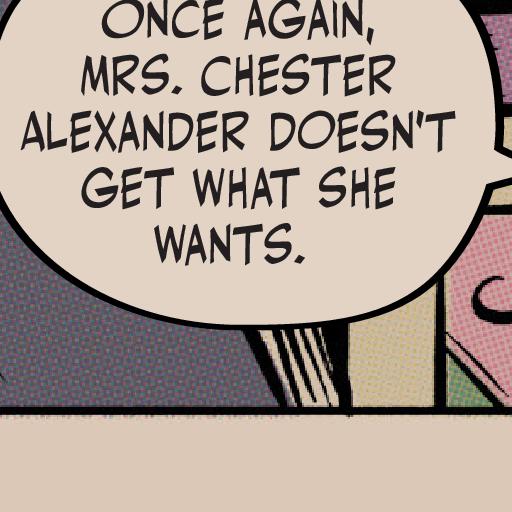 ONCE AGAIN,
MRS. CHESTER
ALEXANDER DOESN'T
GET WHAT SHE
WANTS.